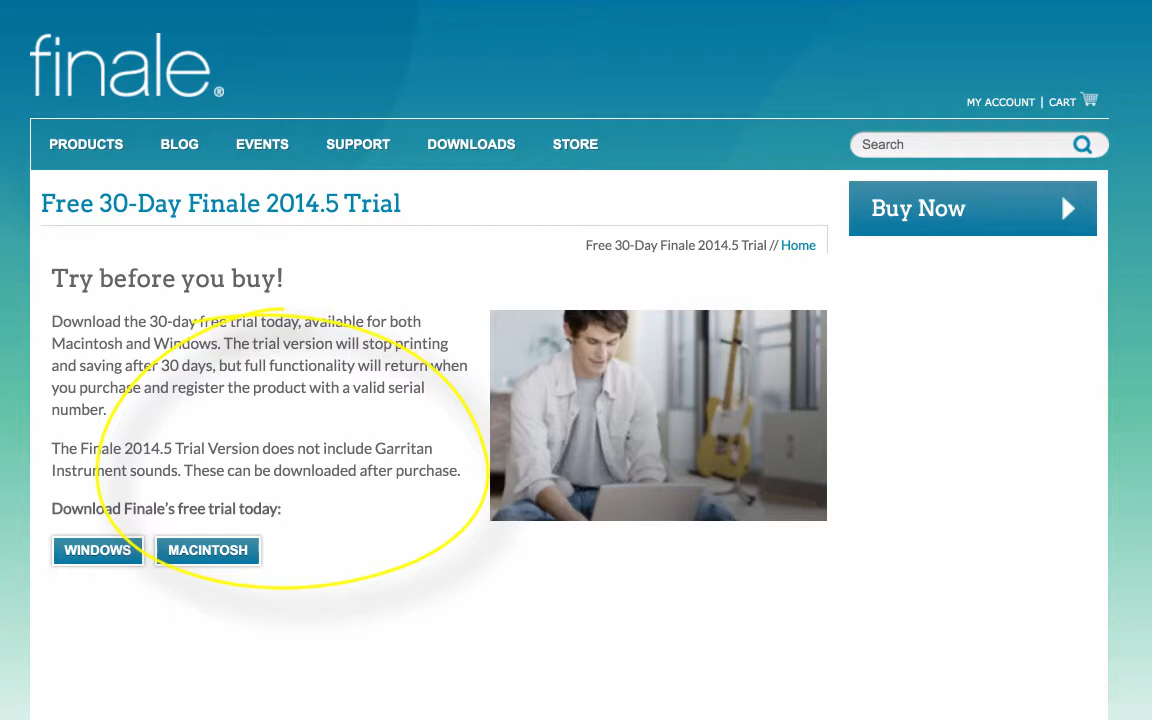 finale®
MY ACCOUNT | CART
PRODUCTS BLOG EVENTS SUPPORT DOWNLOADS STORE
Search
Free 30-Day Finale 2014.5 Trial
Buy Now
Free 30-Day Finale 2014.5 Trial // Home
Try before you buy!
Download the 30-day free trial today, available for both
Macintosh and Windows. The trial version will stop printing
and saving after 30 days, but full functionality will return when
you purchase and register the product with a valid serial
number.
The Finale 2014.5 Trial Version does not include Garritan
Instrument sounds. These can be downloaded after purchase.
Download Finale’s free trial today:
WINDOWS MACINTOSH